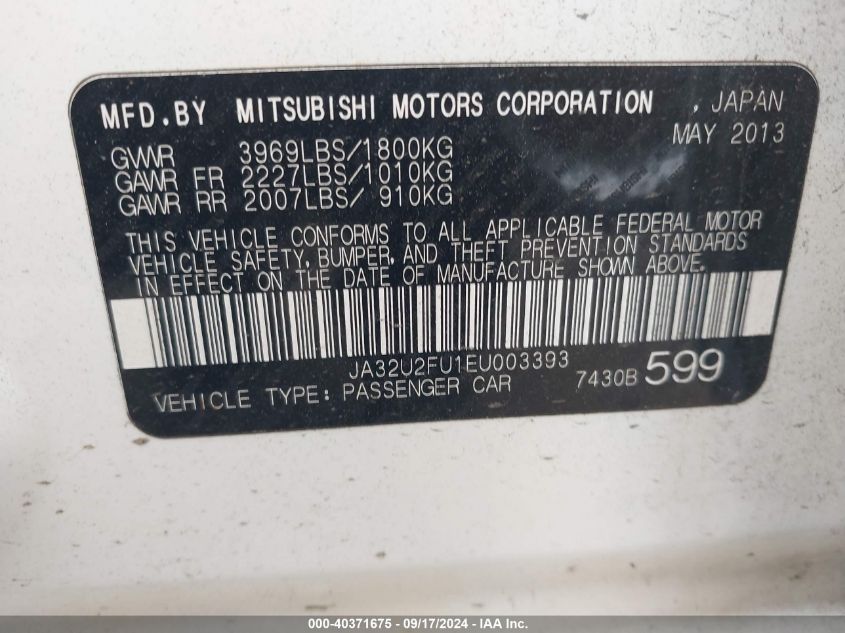 MFD.BY MITSUBISHI MOTORS CORPORATION , JAPAN
MAY 2013
GVWR 3969LBS/1800KG
GAWR FR 2227LBS/1010KG
GAWR RR 2007LBS/ 910KG
THIS VEHICLE CONFORMS TO ALL APPLICABLE FEDERAL MOTOR
VEHICLE SAFETY, BUMPER, AND THEFT PREVENTION STANDARDS
IN EFFECT ON THE DATE OF MANUFACTURE SHOWN ABOVE.
JA32U2FU1EU003393
VEHICLE TYPE: PASSENGER CAR 7430B 599
000-40371675 - 09/17/2024 - IAA Inc.